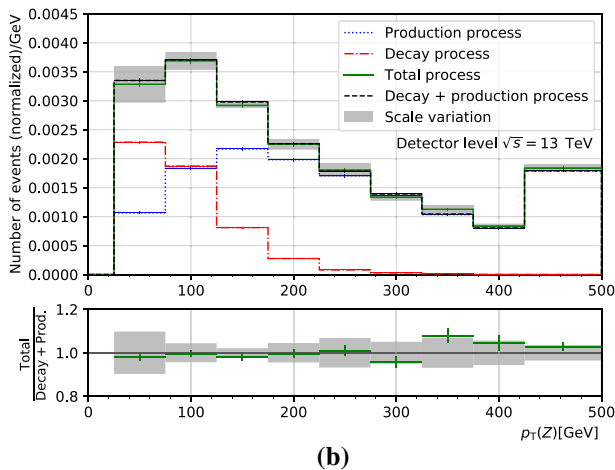 Number of events (normalized)/GeV
0.0045
0.0040
0.0035
0.0030
0.0025
0.0020
0.0015
0.0010
0.0005
0.0000
Production process
Decay process
Total process
Decay + production process
Scale variation
Detector level √s = 13 TeV
0 100 200 300 400 500
Total
Decay + Prod.
1.2
1.0
0.8
0 100 200 300 400 500
p_T(Z)[GeV]
(b)